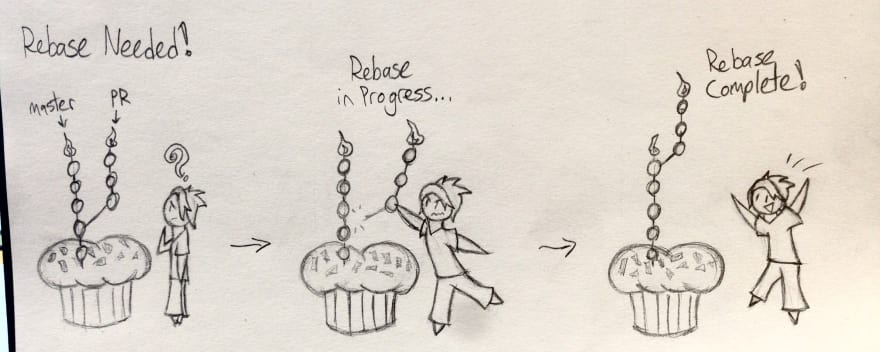 Rebase Needed!
master
PR
?
Rebase
in Progress...
Rebase
Complete!